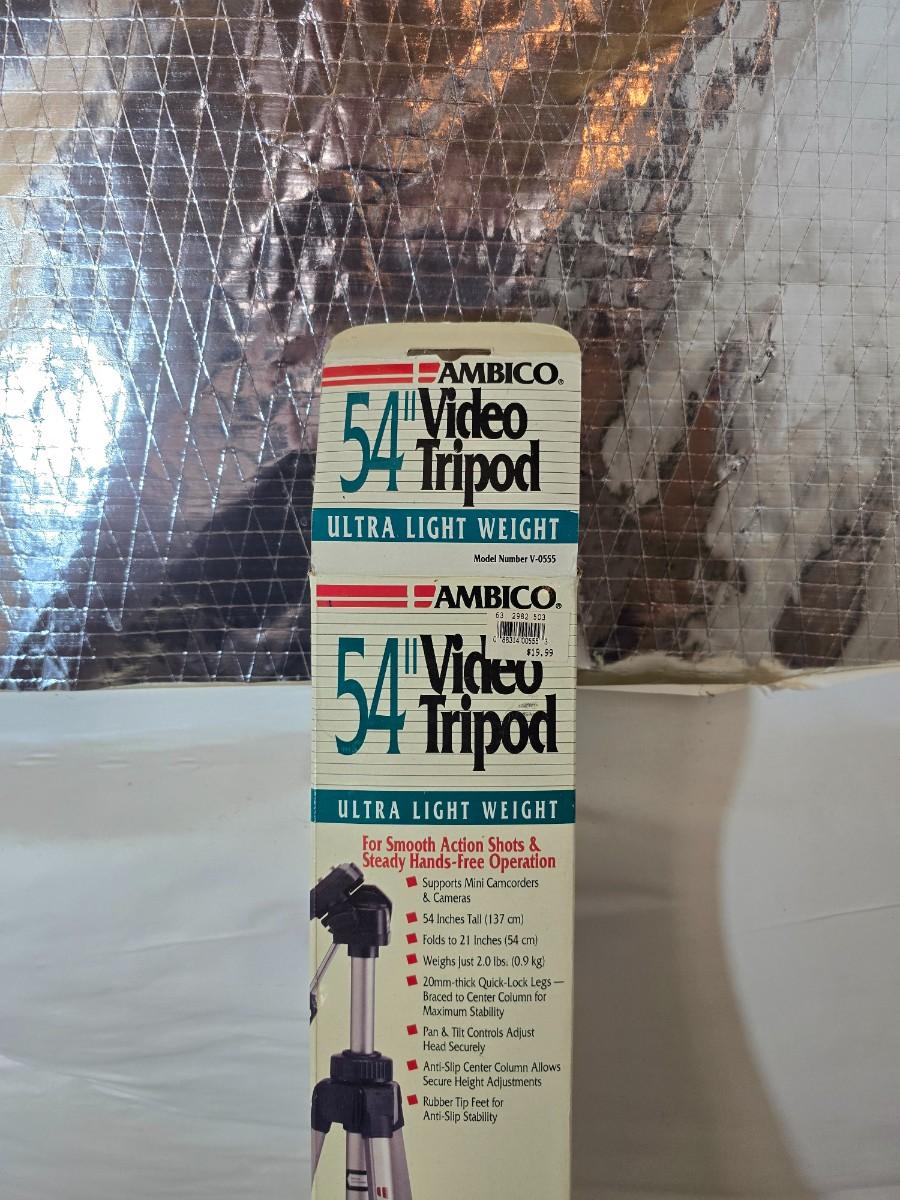 AMBICO®
54" Video
Tripod
ULTRA LIGHT WEIGHT
Model Number V-0555
AMBICO®
63 2982 503
$19.99
54" Video
Tripod
ULTRA LIGHT WEIGHT
For Smooth Action Shots &
Steady Hands-Free Operation
Supports Mini Camcorders
& Cameras
54 Inches Tall (137 cm)
Folds to 21 Inches (54 cm)
Weighs Just 2.0 lbs. (0.9 kg)
20mm-thick Quick-Lock Legs —
Braced to Center Column for
Maximum Stability
Pan & Tilt Controls Adjust
Head Securely
Anti-Slip Center Column Allows
Secure Height Adjustments
Rubber Tip Feet for
Anti-Slip Stability